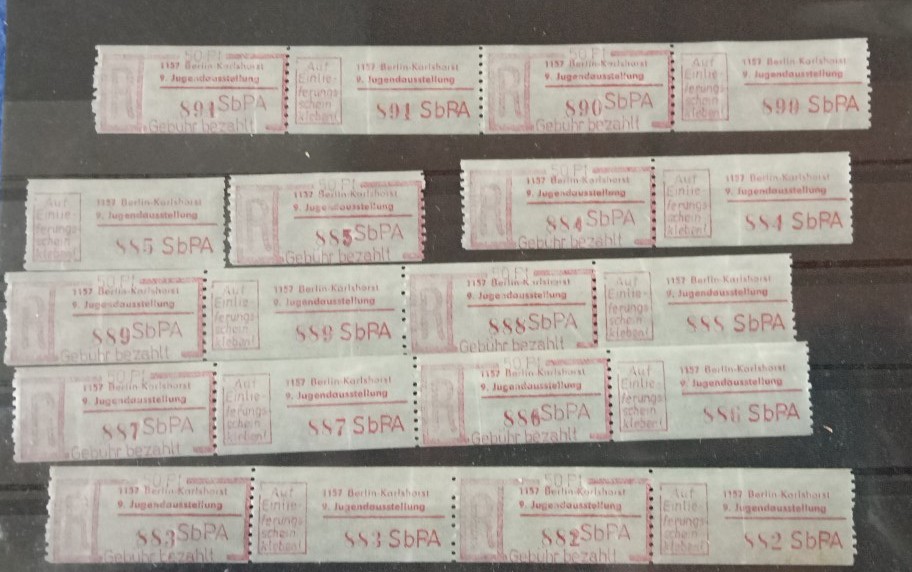 R
50 Pf
1157 Berlin-Karlshorst
9. Jugendausstellung
891 SbPA
Gebühr bezahlt
Auf
Einlie-
ferungs-
schein
kleben!
1157 Berlin-Karlshorst
9. Jugendausstellung
891 SbPA
R
50 Pf
1157 Berlin-Karlshorst
9. Jugendausstellung
890 SbPA
Gebühr bezahlt
Auf
Einlie-
ferungs-
schein
kleben!
1157 Berlin-Karlshorst
9. Jugendausstellung
890 SbPA
Auf
Einlie-
ferungs-
schein
kleben!
1157 Berlin-Karlshorst
9. Jugendausstellung
885 SbPA
R
50 Pf
1157 Berlin-Karlshorst
9. Jugendausstellung
885 SbPA
Gebühr bezahlt
R
50 Pf
1157 Berlin-Karlshorst
9. Jugendausstellung
884 SbPA
Gebühr bezahlt
Auf
Einlie-
ferungs-
schein
kleben!
1157 Berlin-Karlshorst
9. Jugendausstellung
884 SbPA
R
50 Pf
1157 Berlin-Karlshorst
9. Jugendausstellung
889 SbPA
Gebühr bezahlt
Auf
Einlie-
ferungs-
schein
kleben!
1157 Berlin-Karlshorst
9. Jugendausstellung
889 SbPA
R
50 Pf
1157 Berlin-Karlshorst
9. Jugendausstellung
888 SbPA
Gebühr bezahlt
Auf
Einlie-
ferungs-
schein
kleben!
1157 Berlin-Karlshorst
9. Jugendausstellung
888 SbPA
R
50 Pf
1157 Berlin-Karlshorst
9. Jugendausstellung
887 SbPA
Gebühr bezahlt
Auf
Einlie-
ferungs-
schein
kleben!
1157 Berlin-Karlshorst
9. Jugendausstellung
887 SbPA
R
50 Pf
1157 Berlin-Karlshorst
9. Jugendausstellung
886 SbPA
Gebühr bezahlt
Auf
Einlie-
ferungs-
schein
kleben!
1157 Berlin-Karlshorst
9. Jugendausstellung
886 SbPA
R
50 Pf
1157 Berlin-Karlshorst
9. Jugendausstellung
883 SbPA
Gebühr bezahlt
Auf
Einlie-
ferungs-
schein
kleben!
1157 Berlin-Karlshorst
9. Jugendausstellung
883 SbPA
R
50 Pf
1157 Berlin-Karlshorst
9. Jugendausstellung
882 SbPA
Gebühr bezahlt
Auf
Einlie-
ferungs-
schein
kleben!
1157 Berlin-Karlshorst
9. Jugendausstellung
882 SbPA